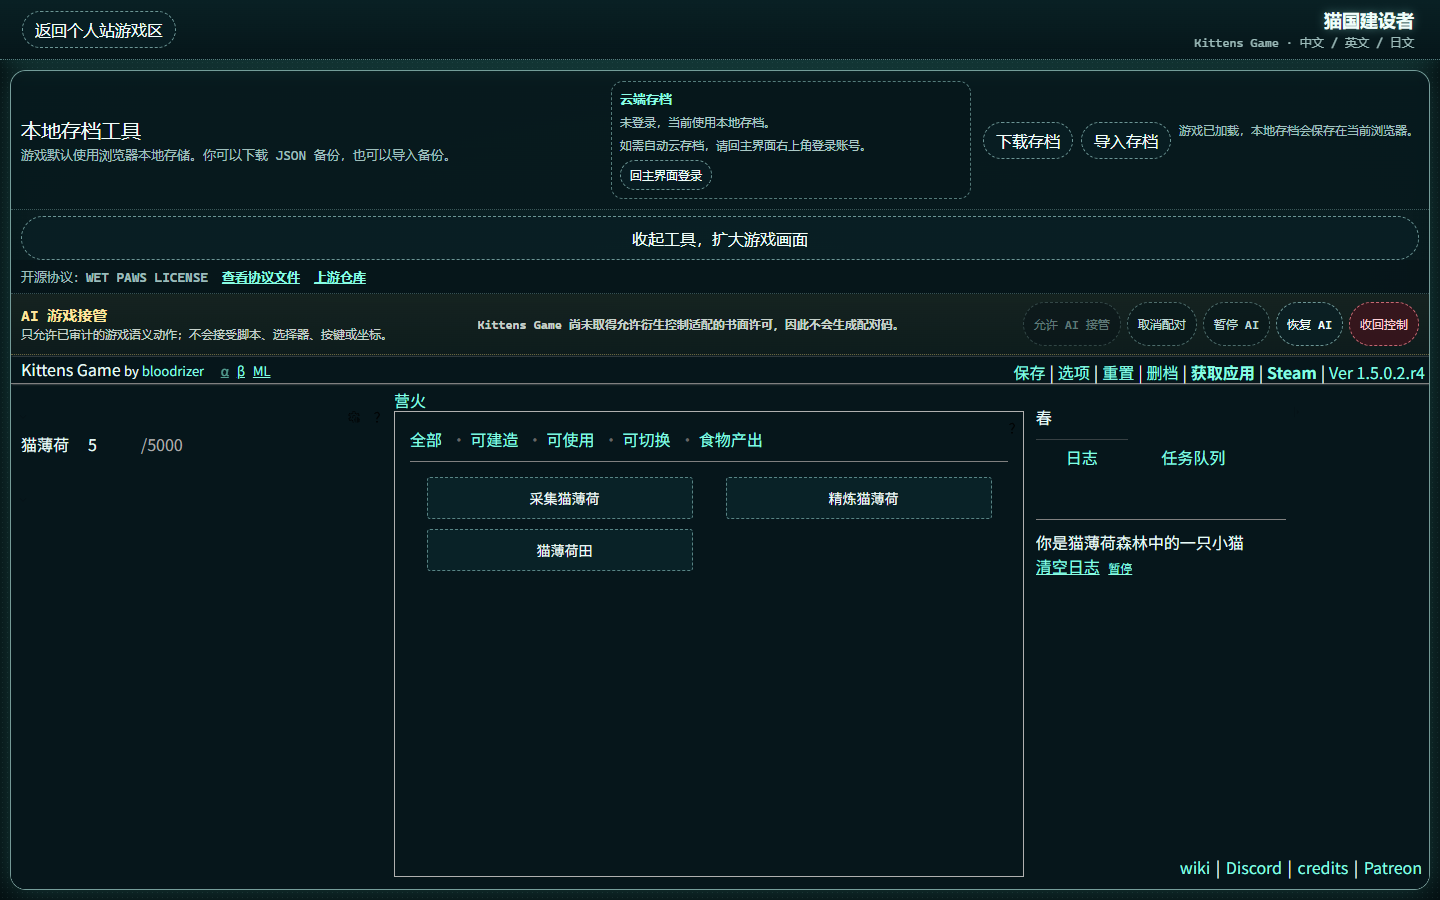 返回个人站游戏区
猫国建设者
Kittens Game · 中文 / 英文 / 日文
本地存档工具
游戏默认使用浏览器本地存储。你可以下载 JSON 备份，也可以导入备份。
云端存档
未登录，当前使用本地存档。
如需自动云存档，请回主界面右上角登录账号。
回主界面登录
下载存档
导入存档
游戏已加载，本地存档会保存在当前浏览器。
收起工具，扩大游戏画面
开源协议：WET PAWS LICENSE 查看协议文件 上游仓库
AI 游戏接管
只允许已审计的游戏语义动作；不会接受脚本、选择器、按键或坐标。
Kittens Game 尚未取得允许衍生控制适配的书面许可，因此不会生成配对码。
允许 AI 接管
取消配对
暂停 AI
恢复 AI
收回控制
Kittens Game by bloodrizer α β ML
保存 | 选项 | 重置 | 删档 | 获取应用 | Steam | Ver 1.5.0.2.r4
?
猫薄荷 5 /5000
营火
?
全部 • 可建造 • 可使用 • 可切换 • 食物产出
采集猫薄荷
精炼猫薄荷
猫薄荷田
春
日志
任务队列
你是猫薄荷森林中的一只小猫
清空日志 暂停
wiki | Discord | credits | Patreon